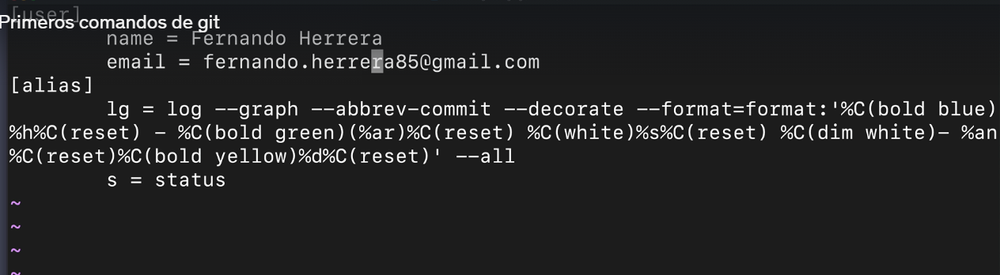 [user]
Primeros comandos de git
name = Fernando Herrera
email = fernando.herrera85@gmail.com
[alias]
lg = log --graph --abbrev-commit --decorate --format=format:'%C(bold blue)
%h%C(reset) - %C(bold green)(%ar)%C(reset) %C(white)%s%C(reset) %C(dim white)- %an
%C(reset)%C(bold yellow)%d%C(reset)' --all
s = status
~
~
~
~